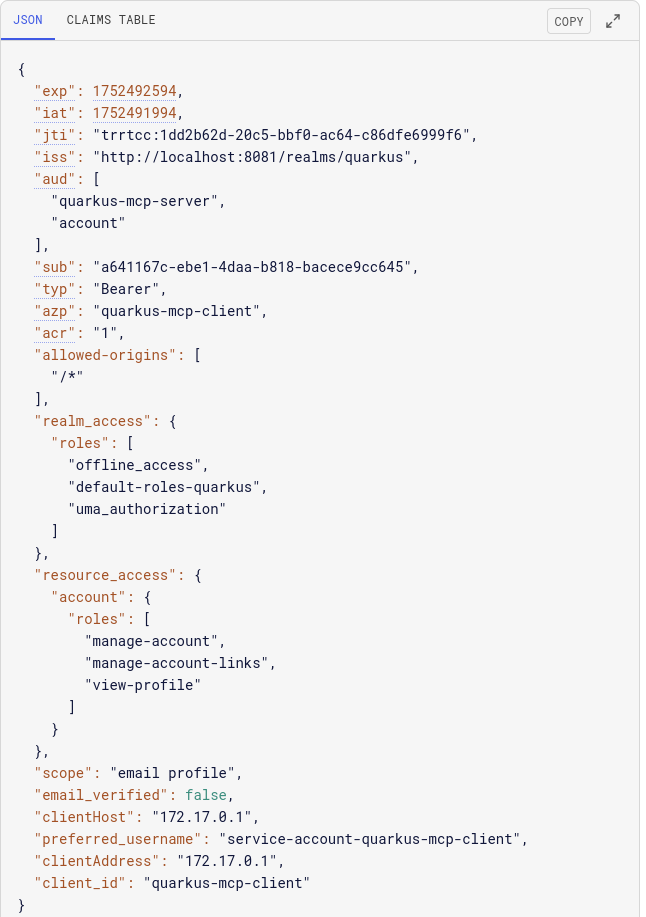 JSON CLAIMS TABLE COPY
{
"exp": 1752492594,
"iat": 1752491994,
"jti": "trrtcc:1dd2b62d-20c5-bbf0-ac64-c86dfe6999f6",
"iss": "http://localhost:8081/realms/quarkus",
"aud": [
"quarkus-mcp-server",
"account"
],
"sub": "a641167c-ebe1-4daa-b818-bacece9cc645",
"typ": "Bearer",
"azp": "quarkus-mcp-client",
"acr": "1",
"allowed-origins": [
"/*"
],
"realm_access": {
"roles": [
"offline_access",
"default-roles-quarkus",
"uma_authorization"
]
},
"resource_access": {
"account": {
"roles": [
"manage-account",
"manage-account-links",
"view-profile"
]
}
},
"scope": "email profile",
"email_verified": false,
"clientHost": "172.17.0.1",
"preferred_username": "service-account-quarkus-mcp-client",
"clientAddress": "172.17.0.1",
"client_id": "quarkus-mcp-client"
}